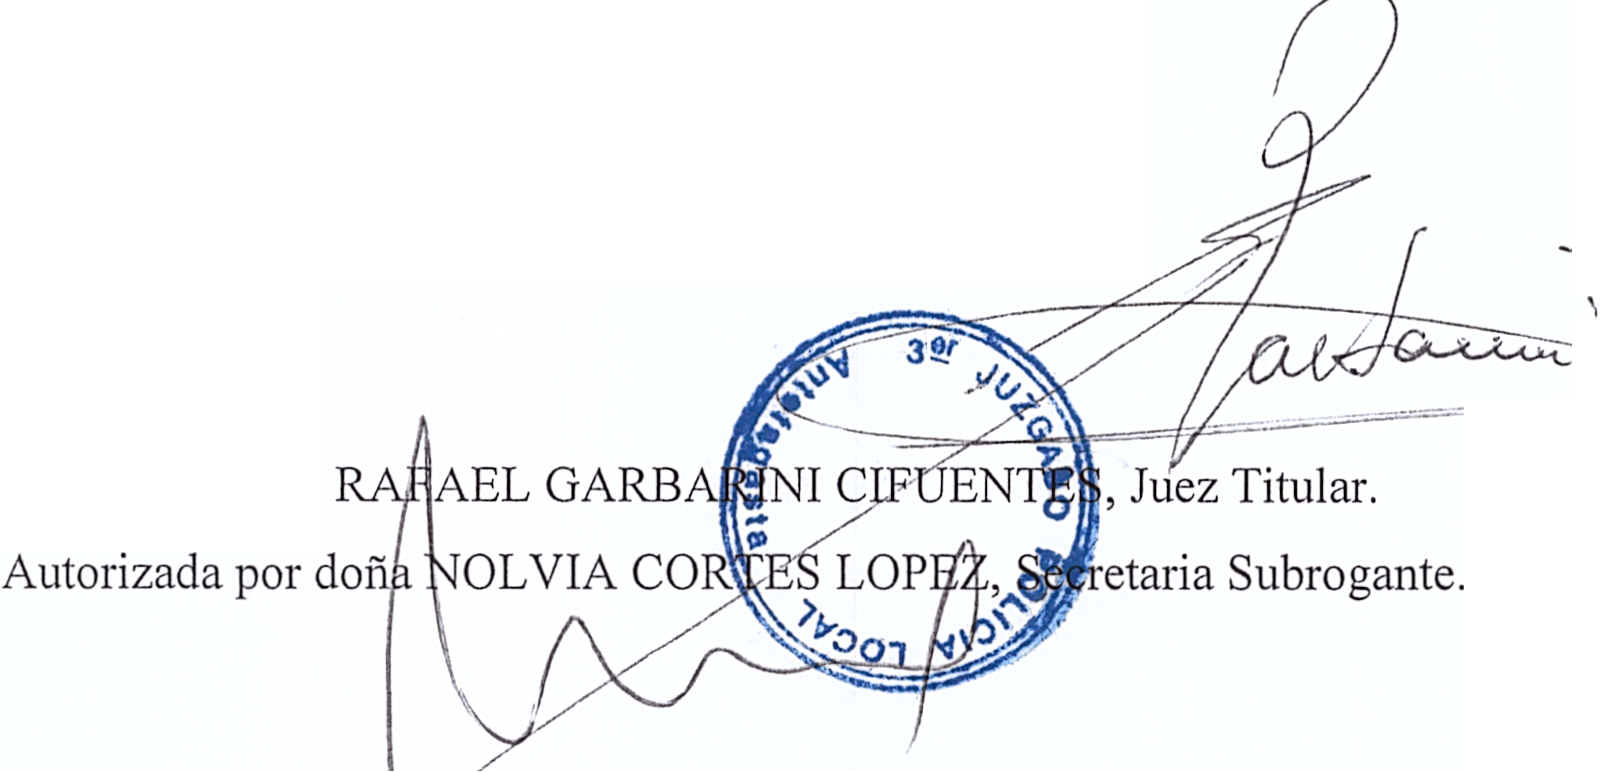 3er JUZGADO POLICIA LOCAL
Antofagasta
RAFAEL GARBARINI CIFUENTES, Juez Titular.
Autorizada por doña NOLVIA CORTES LOPEZ, Secretaria Subrogante.